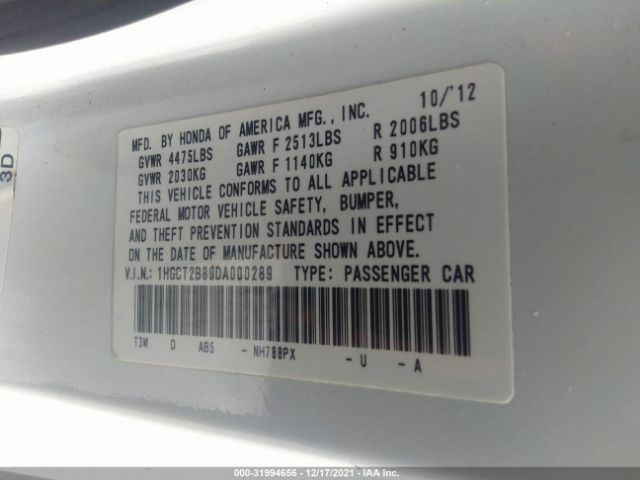 3D
MFD. BY HONDA OF AMERICA MFG., INC. 10/'12
GVWR 4475LBS GAWR F 2513LBS R 2006LBS
GVWR 2030KG GAWR F 1140KG R 910KG
THIS VEHICLE CONFORMS TO ALL APPLICABLE
FEDERAL MOTOR VEHICLE SAFETY, BUMPER,
AND THEFT PREVENTION STANDARDS IN EFFECT
ON THE DATE OF MANUFACTURE SHOWN ABOVE.
V.I.N.: 1HGCT2B89DA000289 TYPE: PASSENGER CAR
T3M D AB5 - NH788PX - U - A
000-31994656 - 12/17/2021 - IAA Inc.